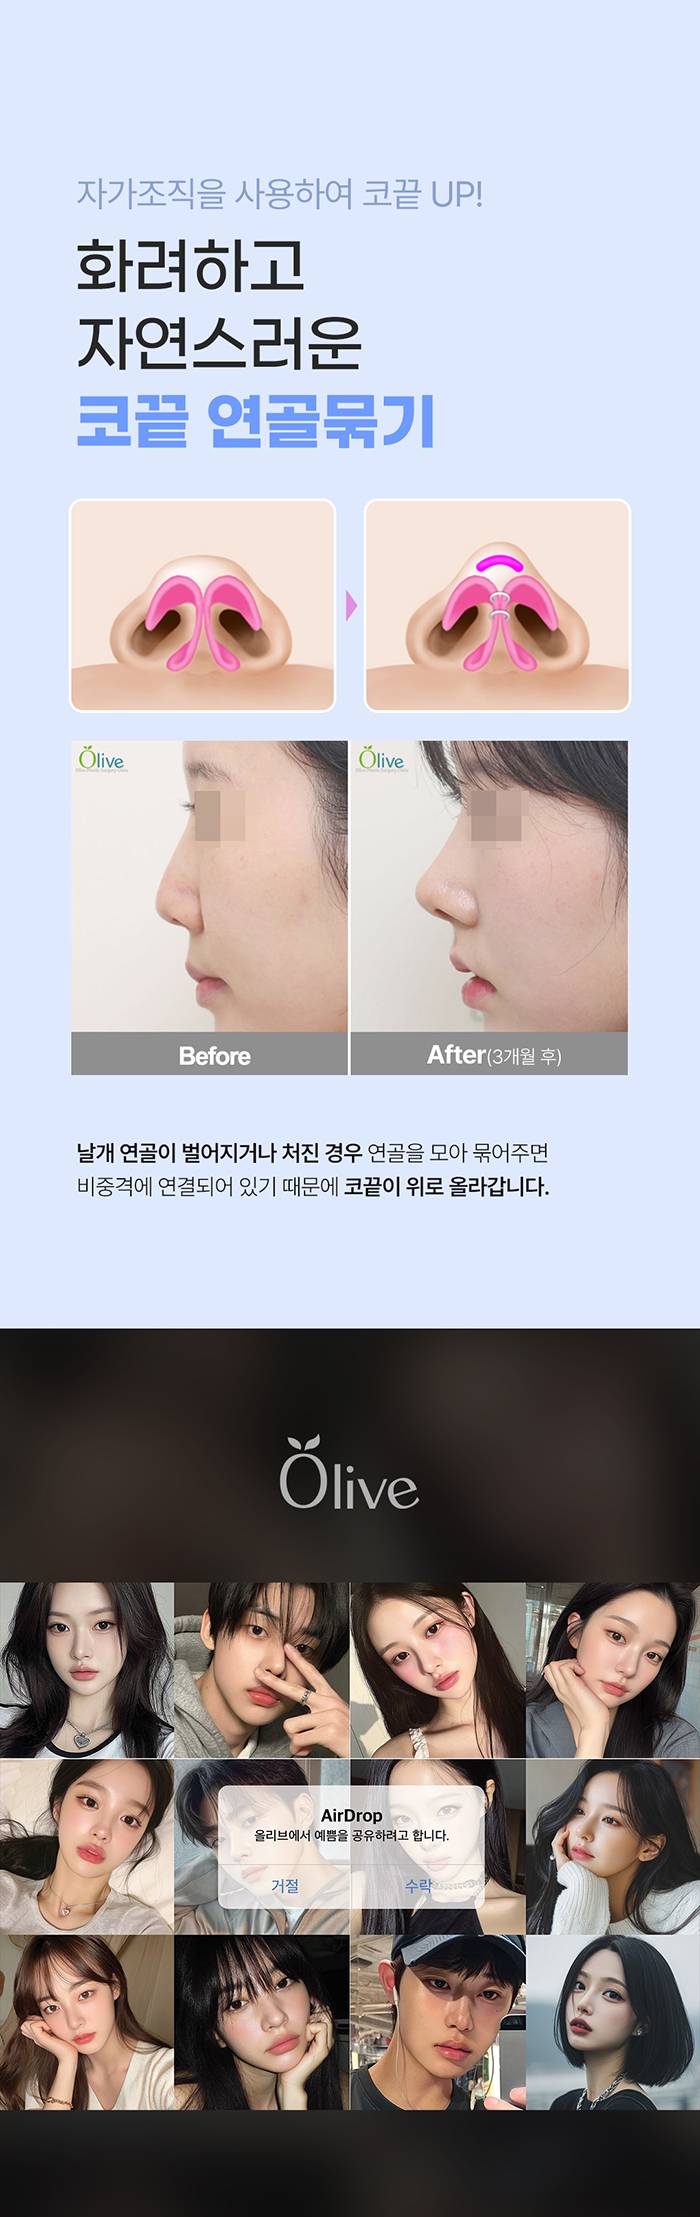 자가조직을 사용하여 코끝 UP!
화려하고
자연스러운
코끝 연골묶기
Olive
Olive
Before
After(3개월 후)
날개 연골이 벌어지거나 처진 경우 연골을 모아 묶어주면
비중격에 연결되어 있기 때문에 코끝이 위로 올라갑니다.
Olive
AirDrop
올리브에서 예쁨을 공유하려고 합니다.
거절
수락